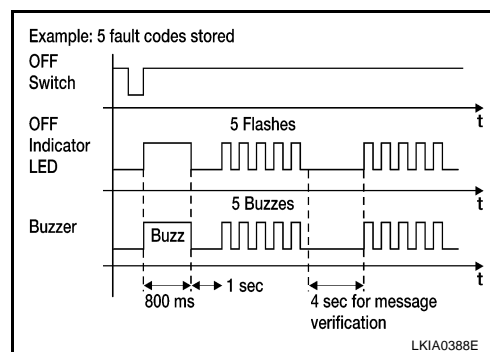 Example: 5 fault codes stored
OFF
Switch
t
OFF
Indicator
LED
5 Flashes
t
5 Buzzes
Buzzer
Buzz
t
1 sec
800 ms
4 sec for message
verification
LKIA0388E